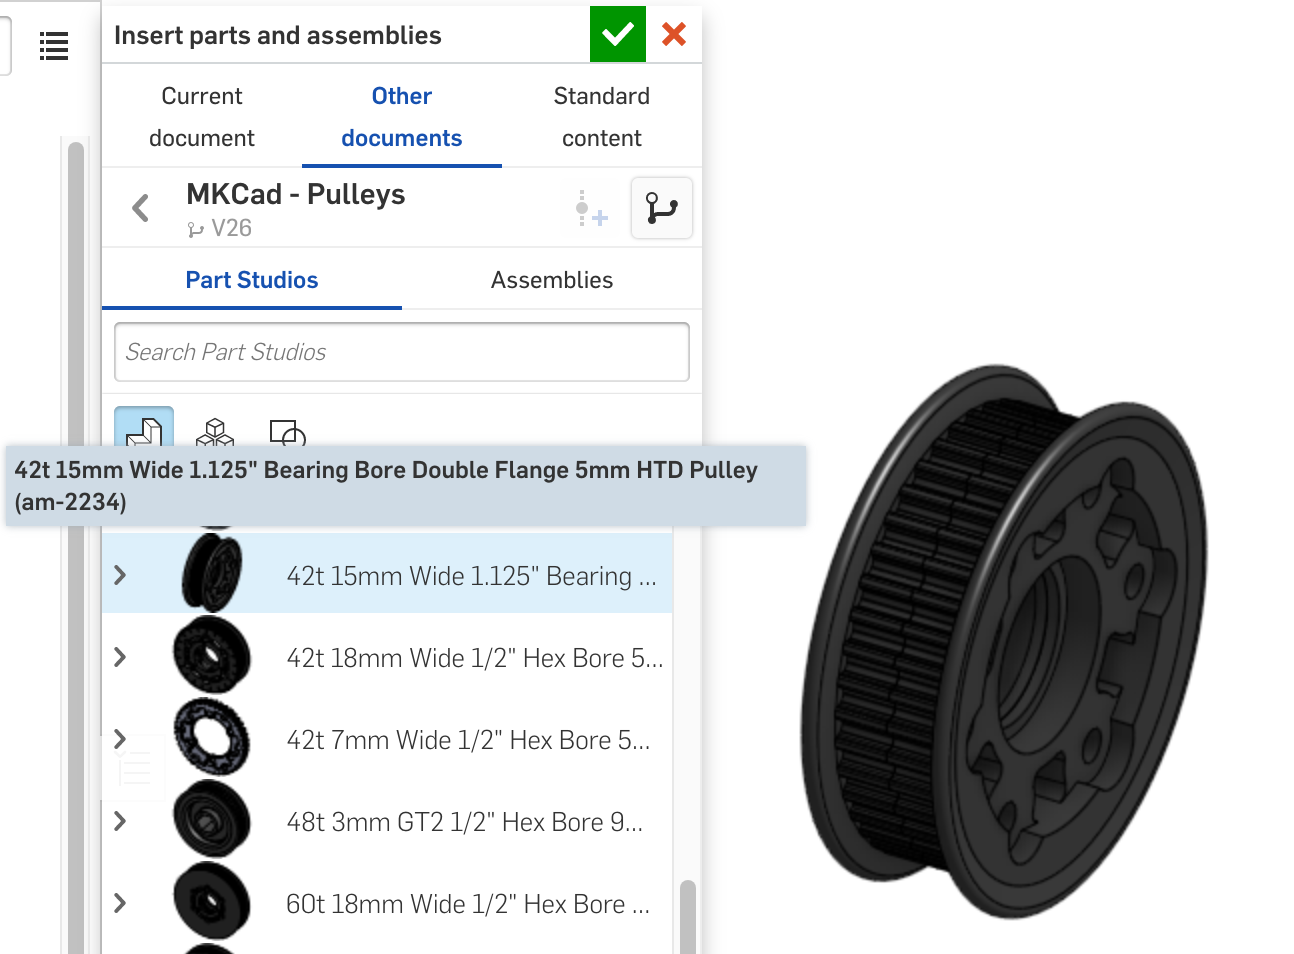 Insert parts and assemblies
Current
document
Other
documents
Standard
content
MKCad - Pulleys
V26
Part Studios
Assemblies
Search Part Studios
42t 15mm Wide 1.125" Bearing Bore Double Flange 5mm HTD Pulley
(am-2234)
42t 15mm Wide 1.125" Bearing ...
42t 18mm Wide 1/2" Hex Bore 5...
42t 7mm Wide 1/2" Hex Bore 5...
48t 3mm GT2 1/2" Hex Bore 9...
60t 18mm Wide 1/2" Hex Bore ...